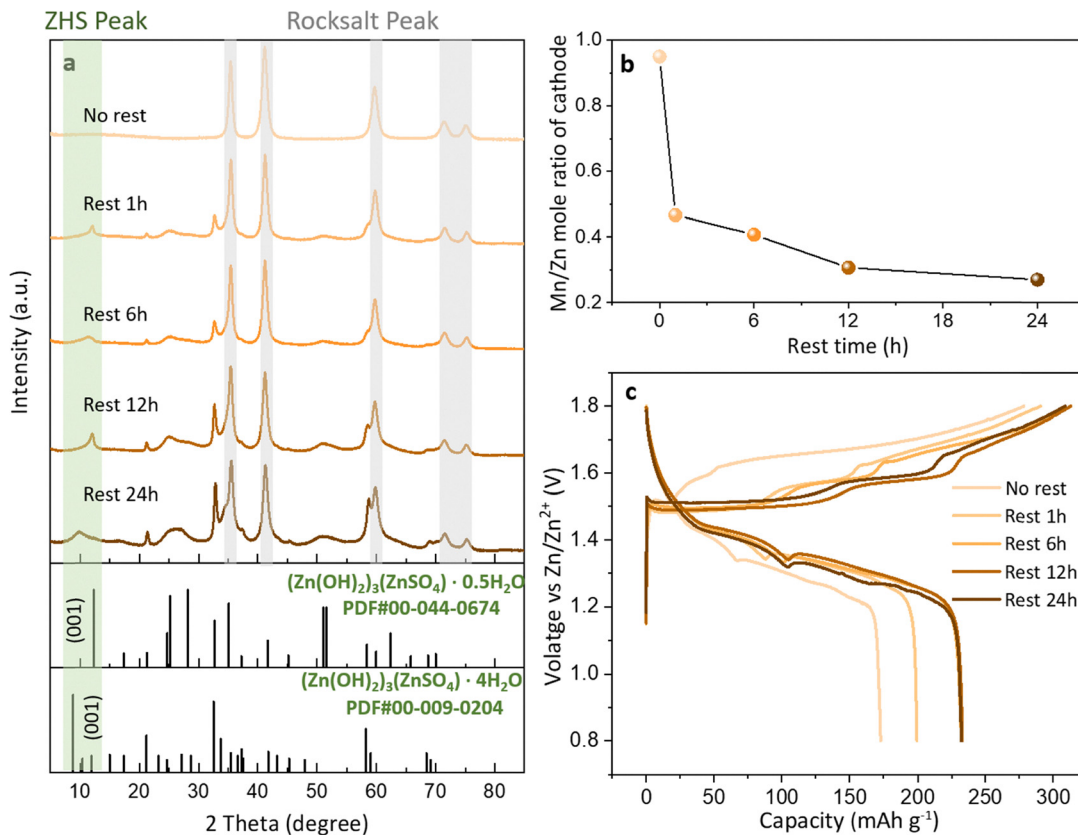 ZHS Peak
Rocksalt Peak
a
No rest
Rest 1h
Rest 6h
Rest 12h
Rest 24h
Intensity (a.u.)
(001)
(Zn(OH)₂)₃(ZnSO₄) · 0.5H₂O
PDF#00-044-0674
(001)
(Zn(OH)₂)₃(ZnSO₄) · 4H₂O
PDF#00-009-0204
10 20 30 40 50 60 70 80
2 Theta (degree)
b
Mn/Zn mole ratio of cathode
1.0
0.8
0.6
0.4
0.2
0 6 12 18 24
Rest time (h)
c
Volatge vs Zn/Zn²⁺ (V)
1.8
1.6
1.4
1.2
1.0
0.8
No rest
Rest 1h
Rest 6h
Rest 12h
Rest 24h
0 50 100 150 200 250 300
Capacity (mAh g⁻¹)